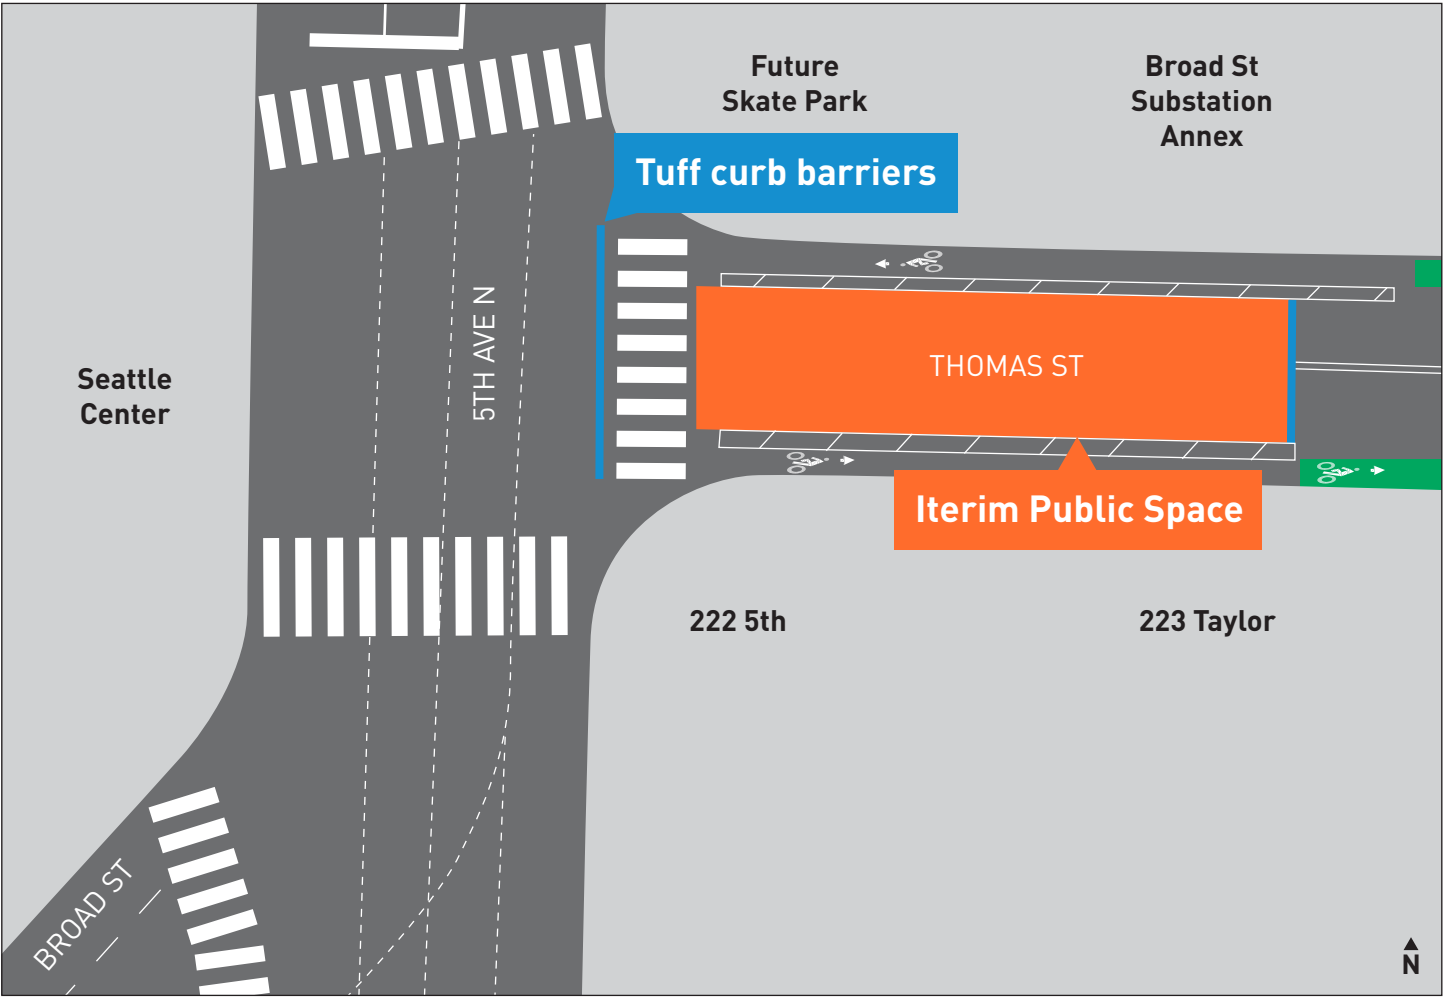 Future
Skate Park
Broad St
Substation
Annex
Tuff curb barriers
5TH AVE N
THOMAS ST
Seattle
Center
Iterim Public Space
222 5th
223 Taylor
BROAD ST
N